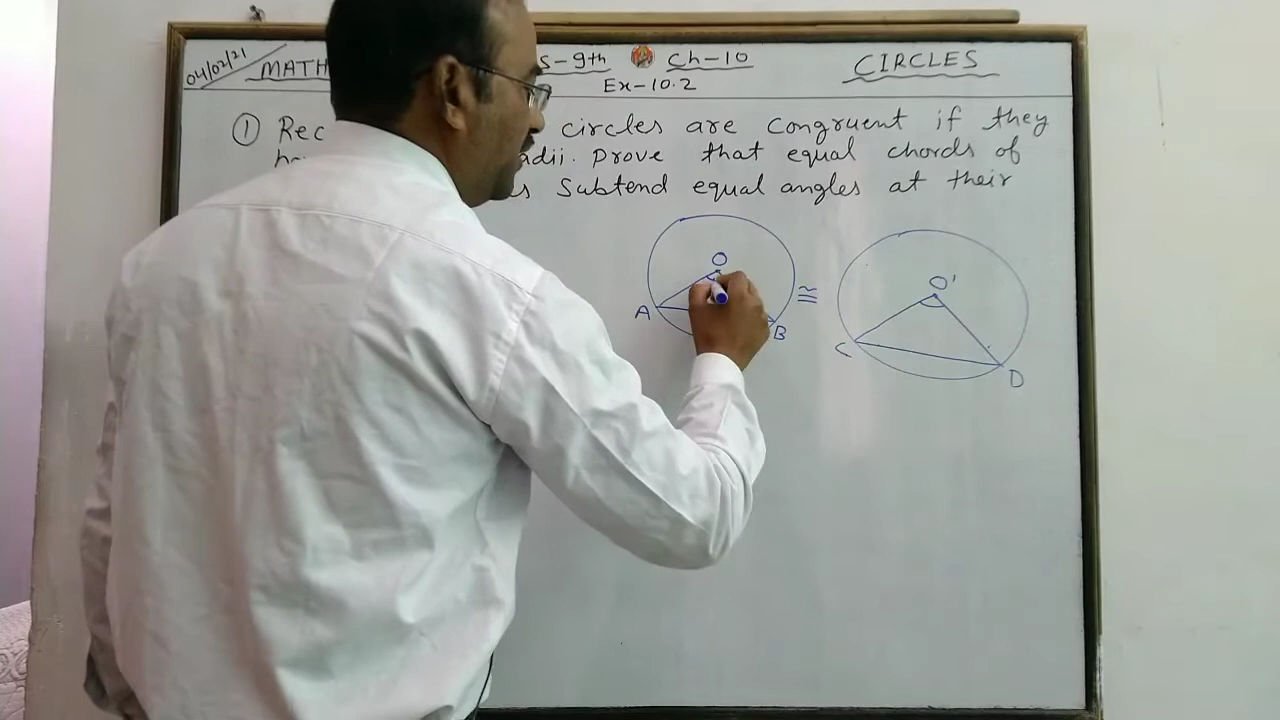 04/02/21 MATH S-9th Ch-10 CIRCLES
Ex-10.2
① Rec circles are congruent if they
adii. Prove that equal chords of
s Subtend equal angles at their
O
A B
≅
O'
C D